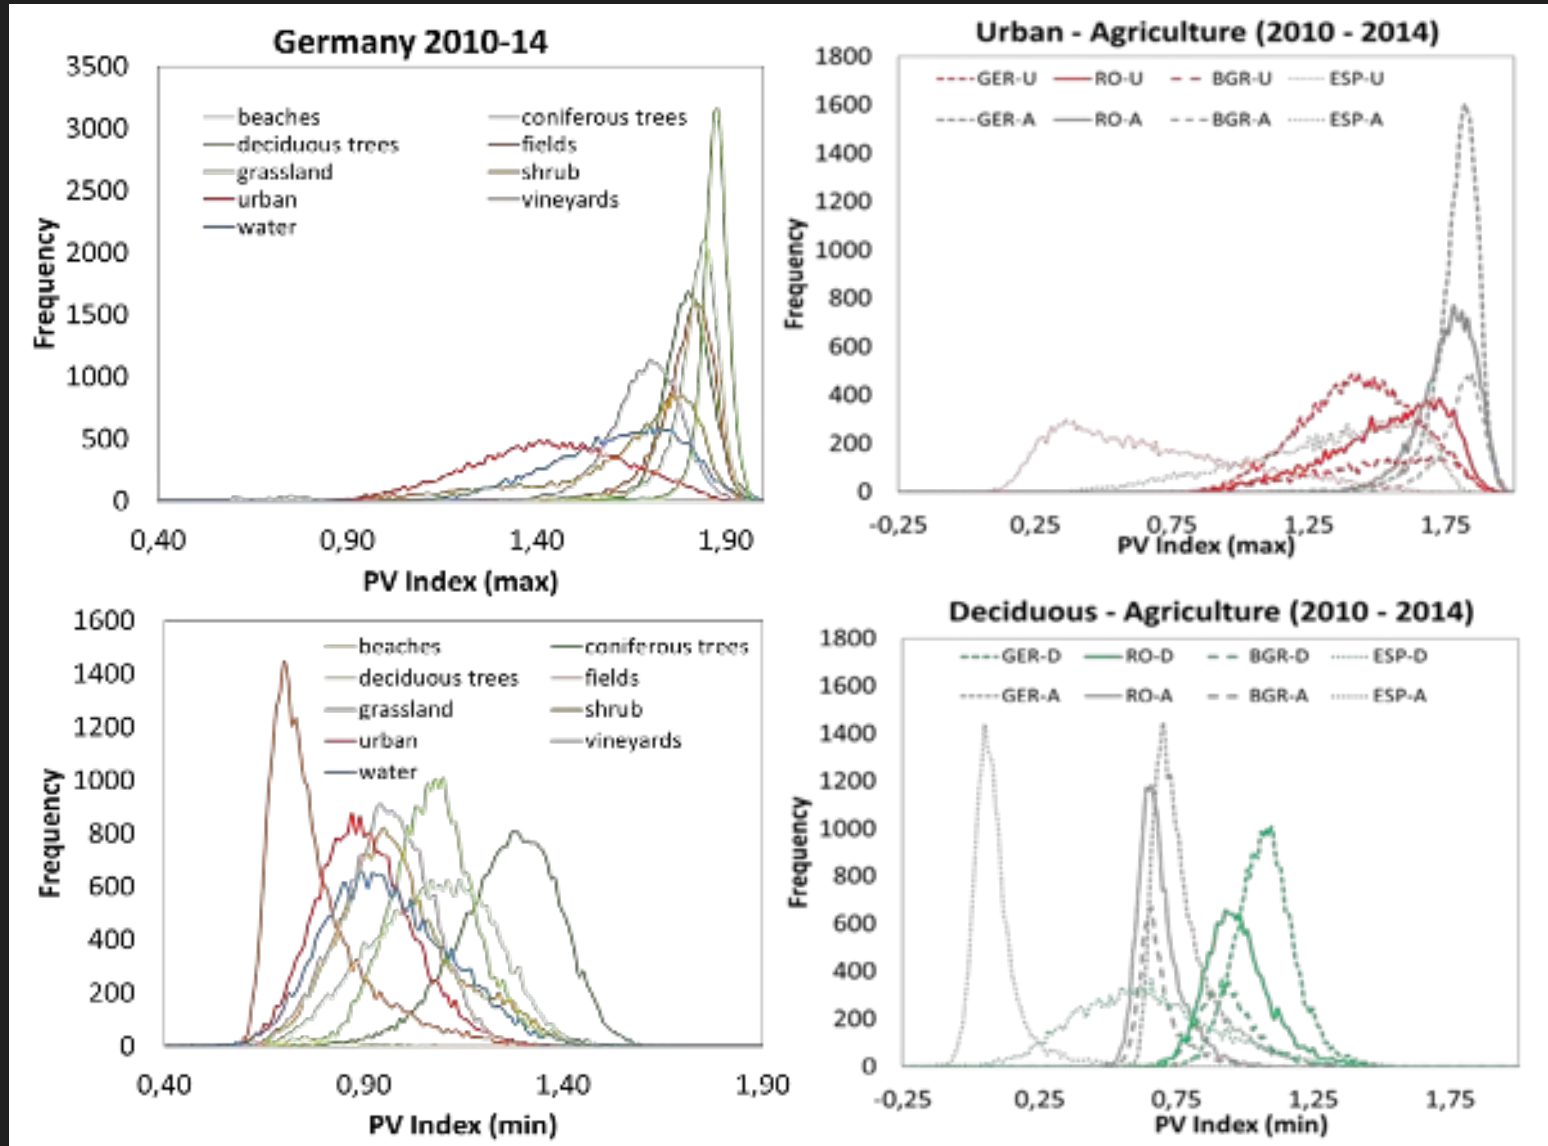 Germany 2010-14
3500
3000
2500
2000
1500
1000
500
0
Frequency
beaches coniferous trees
deciduous trees fields
grassland shrub
urban vineyards
water
0,40 0,90 1,40 1,90
PV Index (max)
Urban - Agriculture (2010 - 2014)
1800
1600
1400
1200
1000
800
600
400
200
0
Frequency
GER-U RO-U BGR-U ESP-U
GER-A RO-A BGR-A ESP-A
-0,25 0,25 0,75 1,25 1,75
PV Index (max)
1600
1400
1200
1000
800
600
400
200
0
Frequency
beaches coniferous trees
deciduous trees fields
grassland shrub
urban vineyards
water
0,40 0,90 1,40 1,90
PV Index (min)
Deciduous - Agriculture (2010 - 2014)
1800
1600
1400
1200
1000
800
600
400
200
0
Frequency
GER-D RO-D BGR-D ESP-D
GER-A RO-A BGR-A ESP-A
-0,25 0,25 0,75 1,25 1,75
PV Index (min)